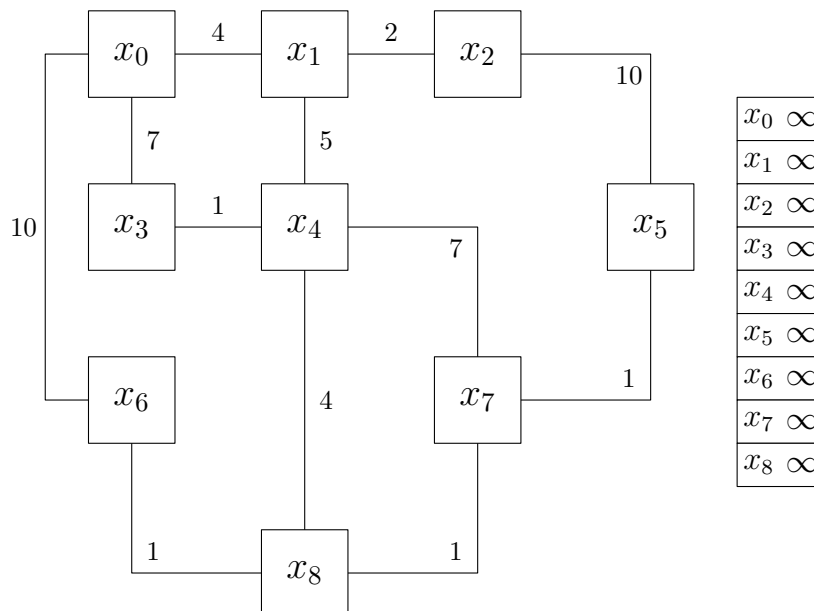 x₀ 4 x₁ 2 x₂
10
7 5
x₀ ∞
x₁ ∞
x₂ ∞
x₃ ∞
x₄ ∞
x₅ ∞
x₆ ∞
x₇ ∞
x₈ ∞
10 x₃ 1 x₄ 7 x₅
x₆ 4 x₇ 1
1 x₈ 1